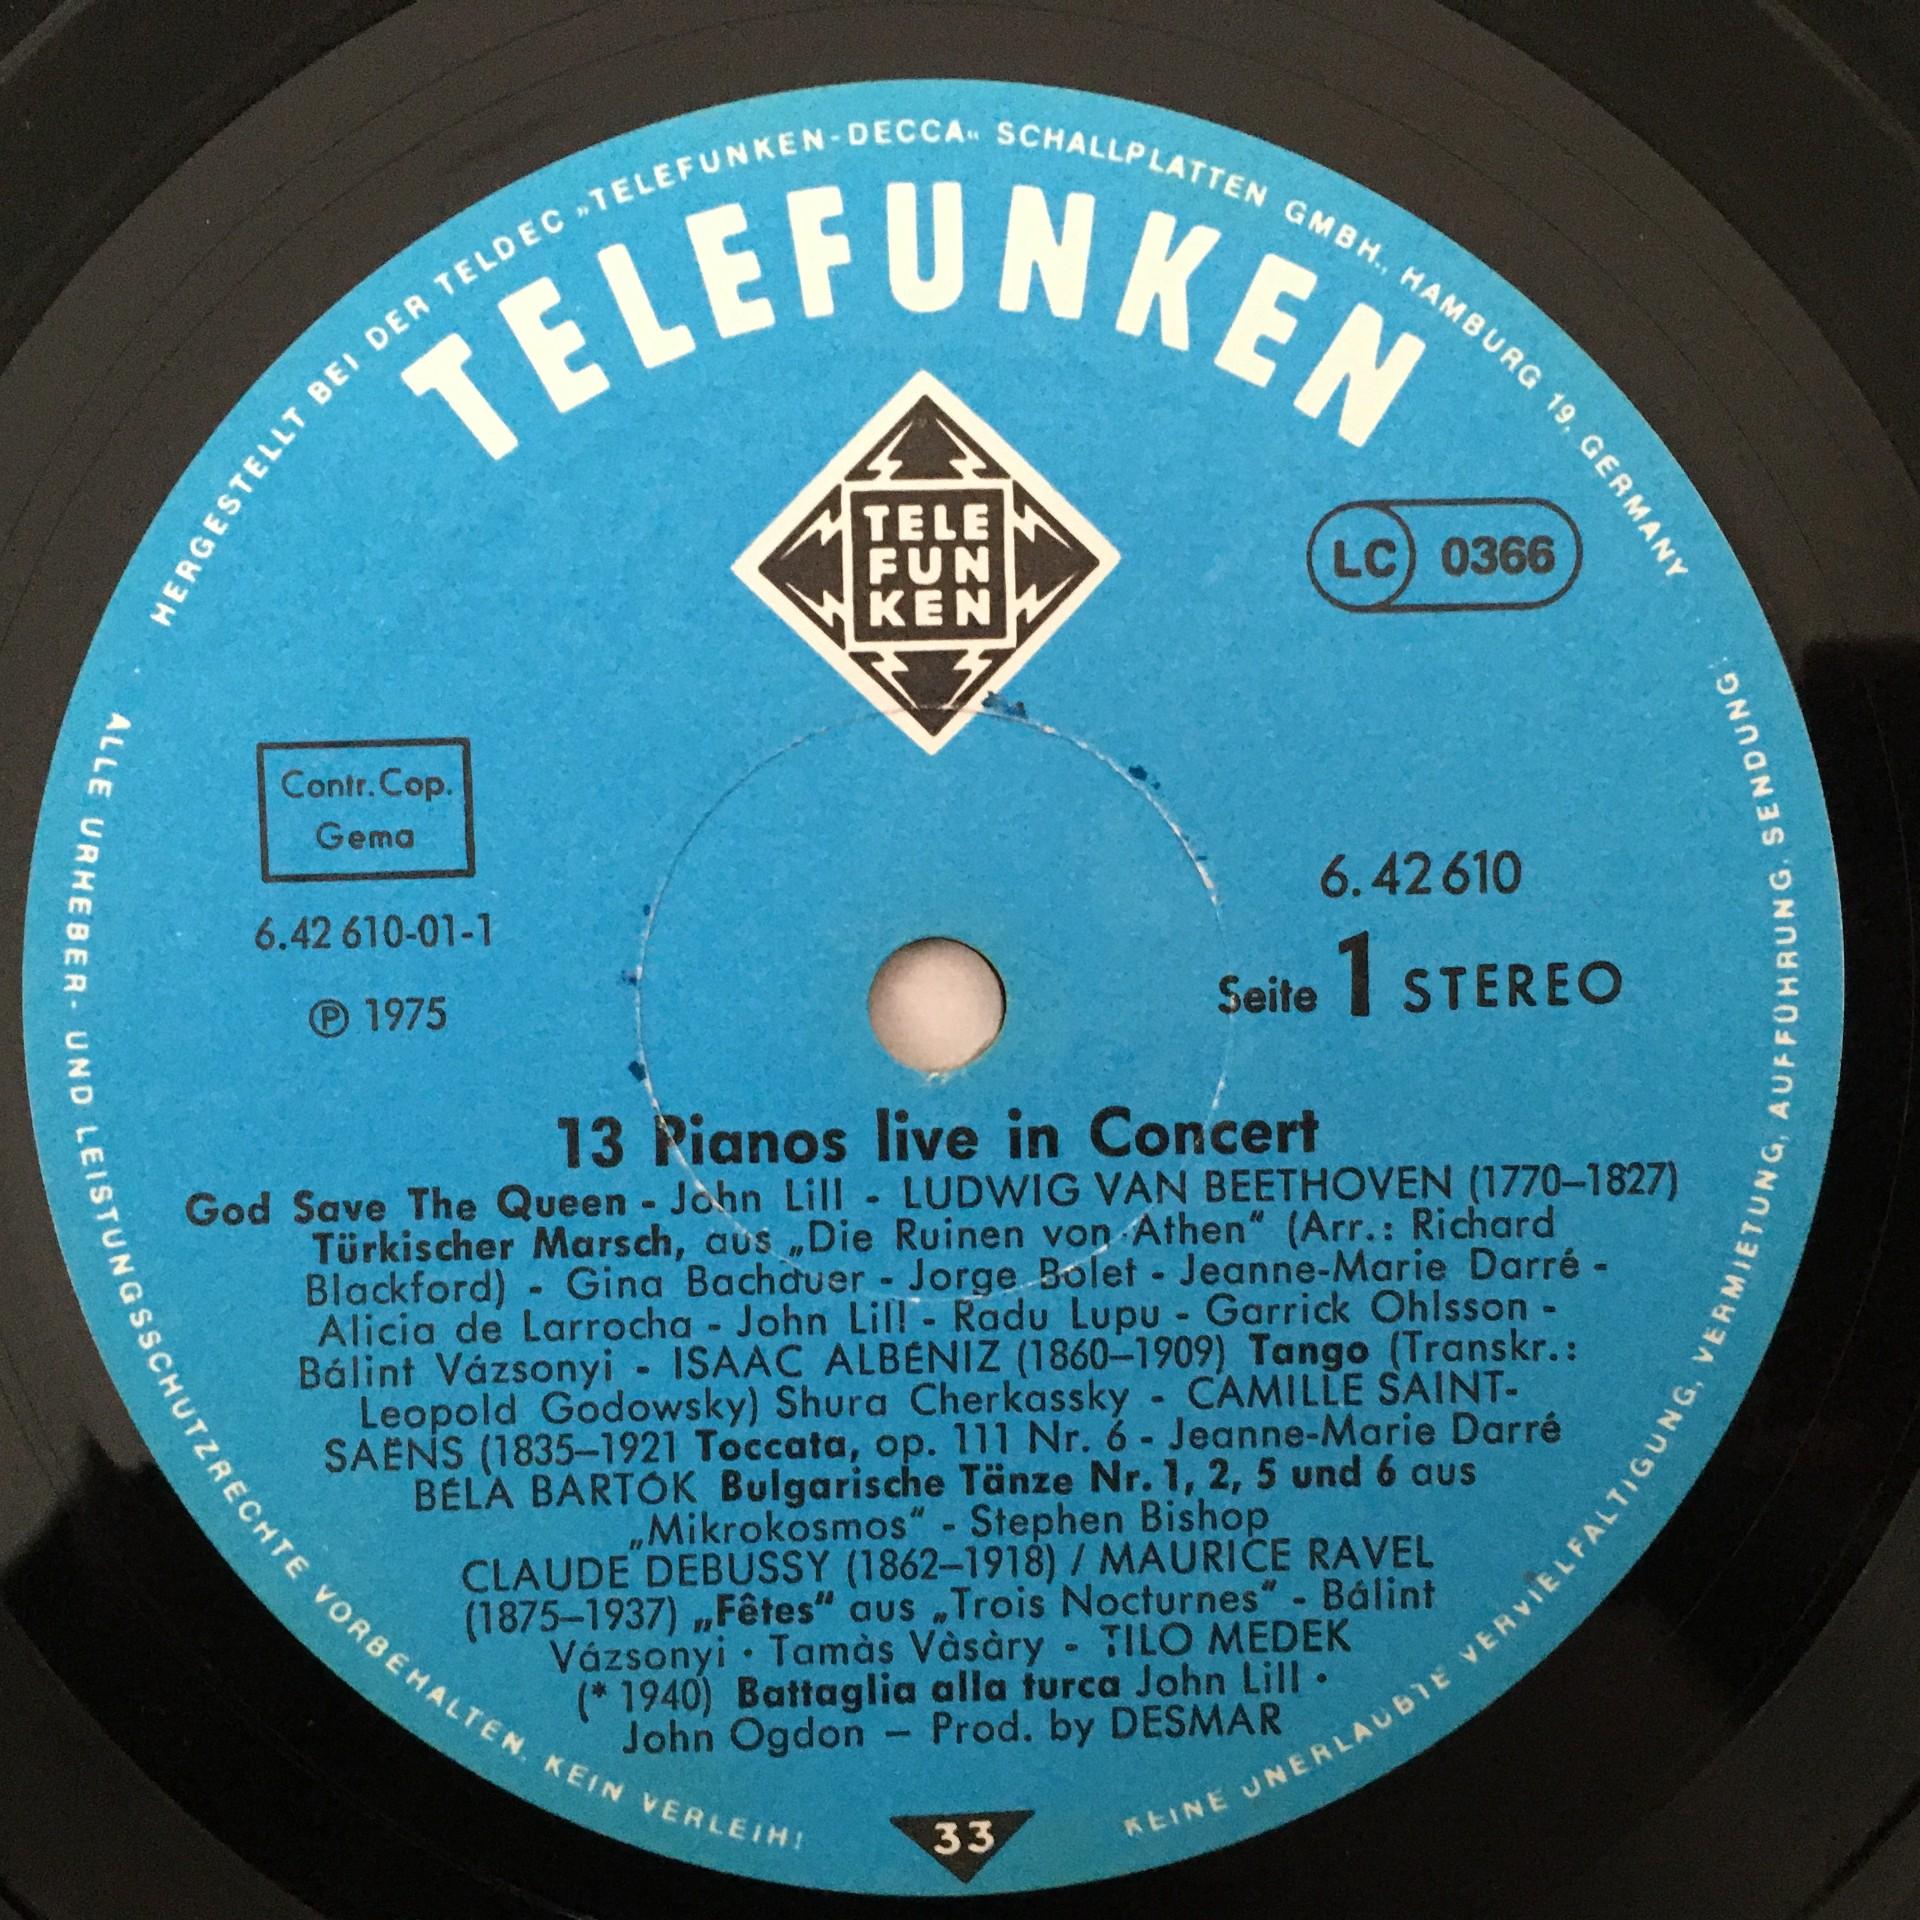 HERGESTELLT BEI DER TELDEC „TELEFUNKEN-DECCA“ SCHALLPLATTEN GMBH., HAMBURG 19, GERMANY
TELEFUNKEN
TELE
FUN
KEN
LC 0366
Contr. Cop.
Gema
6.42 610-01-1
℗ 1975
6.42610
Seite 1 STEREO
13 Pianos live in Concert
God Save The Queen - John Lill - LUDWIG VAN BEETHOVEN (1770–1827)
Türkischer Marsch, aus „Die Ruinen von Athen“ (Arr.: Richard
Blackford) - Gina Bachauer - Jorge Bolet - Jeanne-Marie Darré -
Alicia de Larrocha - John Lill - Radu Lupu - Garrick Ohlsson -
Bálint Vázsonyi - ISAAC ALBÉNIZ (1860–1909) Tango (Transkr.:
Leopold Godowsky) Shura Cherkassky - CAMILLE SAINT-
SAËNS (1835–1921 Toccata, op. 111 Nr. 6 - Jeanne-Marie Darré
BÉLA BARTÓK Bulgarische Tänze Nr. 1, 2, 5 und 6 aus
„Mikrokosmos“ - Stephen Bishop
CLAUDE DEBUSSY (1862–1918) / MAURICE RAVEL
(1875–1937) „Fêtes“ aus „Trois Nocturnes“ - Bálint
Vázsonyi · Tamàs Vàsàry - TILO MEDEK
(* 1940) Battaglia alla turca John Lill ·
John Ogdon – Prod. by DESMAR
33
ALLE URHEBER- UND LEISTUNGSSCHUTZRECHTE VORBEHALTEN. KEIN VERLEIH!
KEINE UNERLAUBTE VERVIELFÄLTIGUNG, VERMIETUNG, AUFFÜHRUNG, SENDUNG!